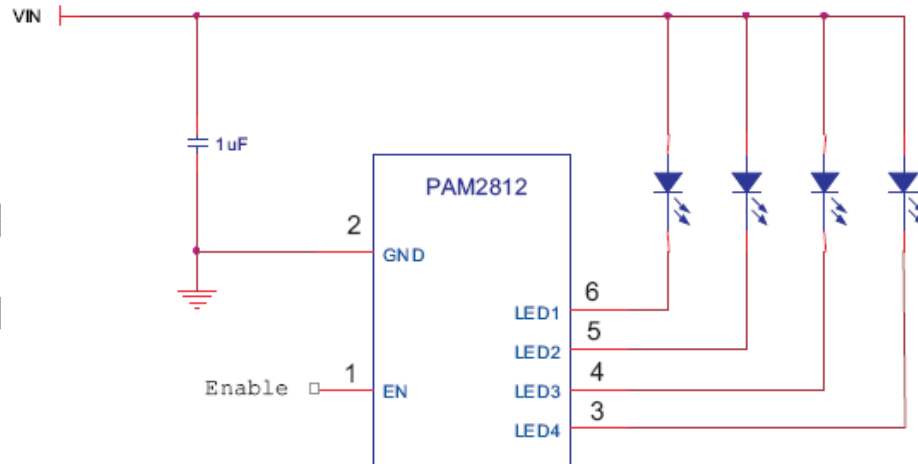 VIN
1uF
PAM2812
2
GND
6
LED1
5
LED2
1
Enable
EN
4
LED3
3
LED4